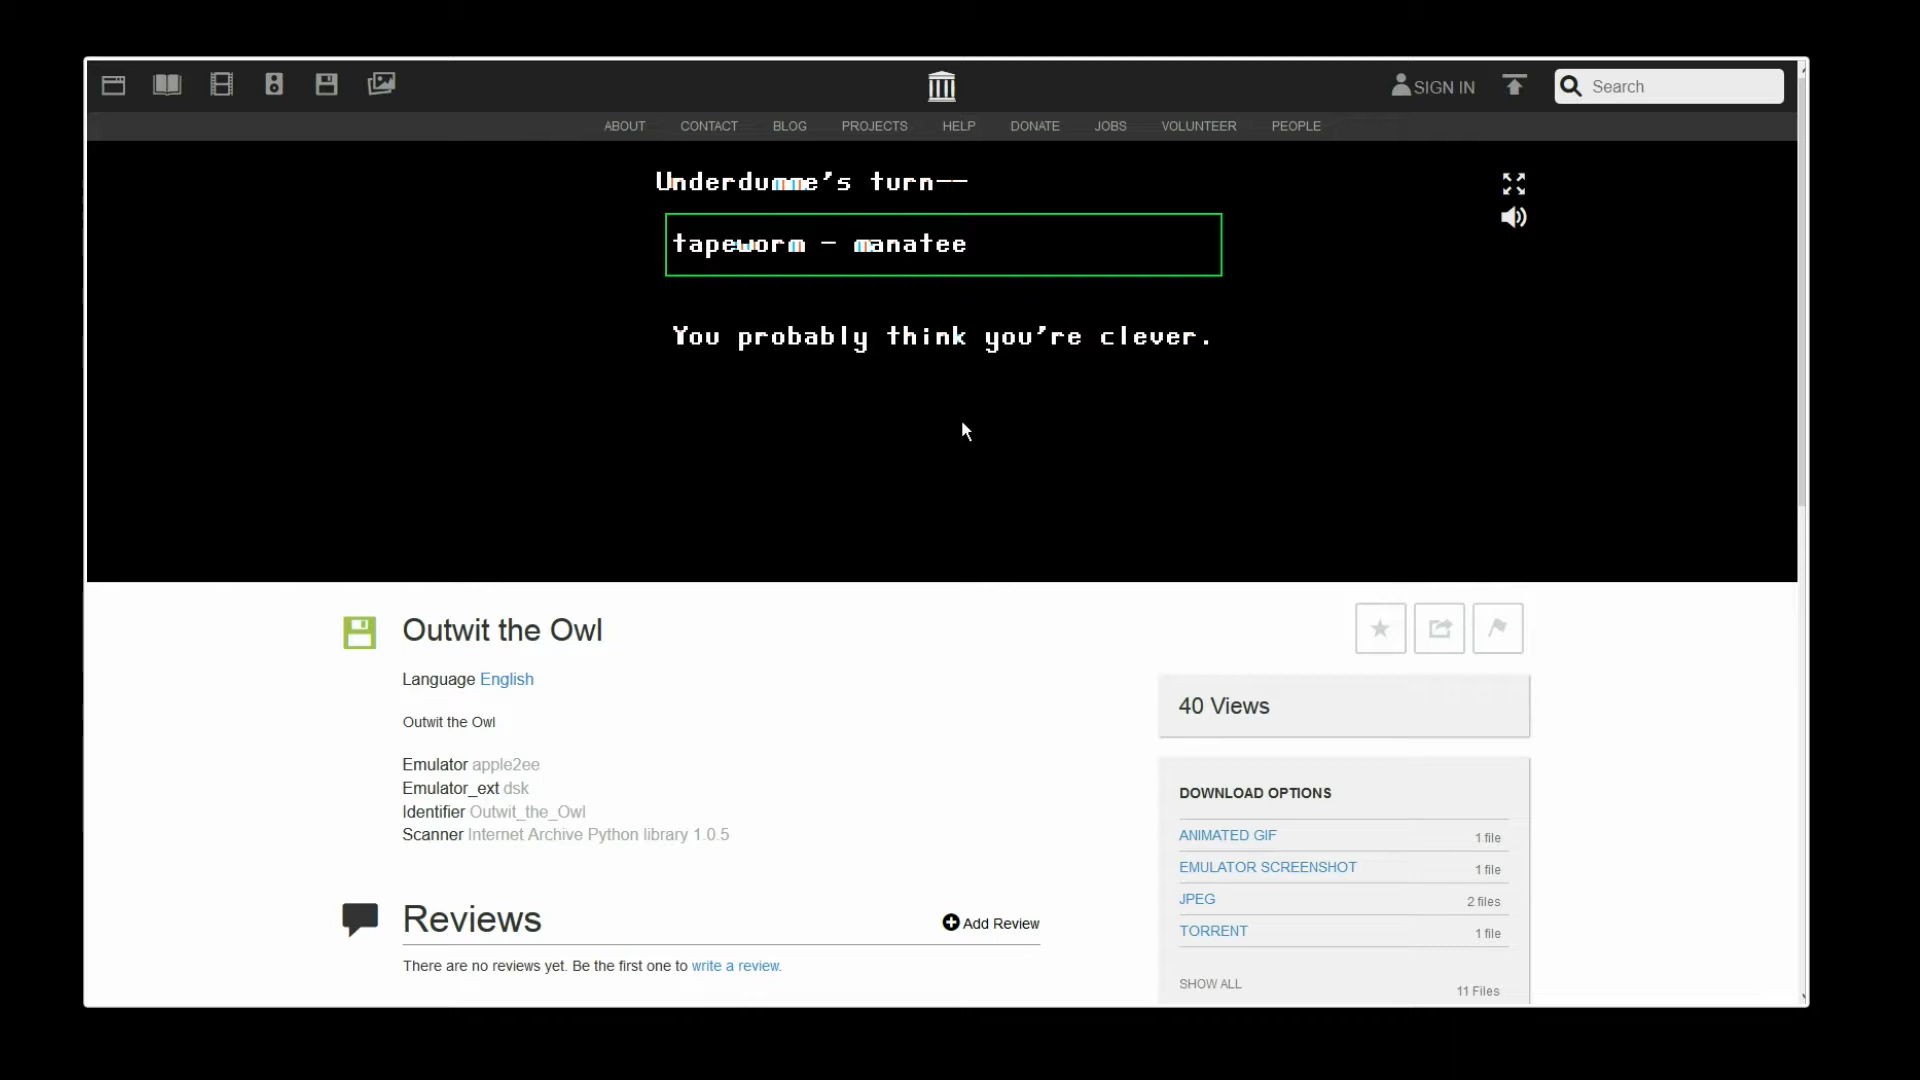 SIGN IN
Search
ABOUT CONTACT BLOG PROJECTS HELP DONATE JOBS VOLUNTEER PEOPLE
Underdumme's turn--
tapeworm - manatee
You probably think you're clever.
Outwit the Owl
Language English
Outwit the Owl
Emulator apple2ee
Emulator_ext dsk
Identifier Outwit_the_Owl
Scanner Internet Archive Python library 1.0.5
Reviews
Add Review
There are no reviews yet. Be the first one to write a review.
40 Views
DOWNLOAD OPTIONS
ANIMATED GIF 1 file
EMULATOR SCREENSHOT 1 file
JPEG 2 files
TORRENT 1 file
SHOW ALL 11 Files